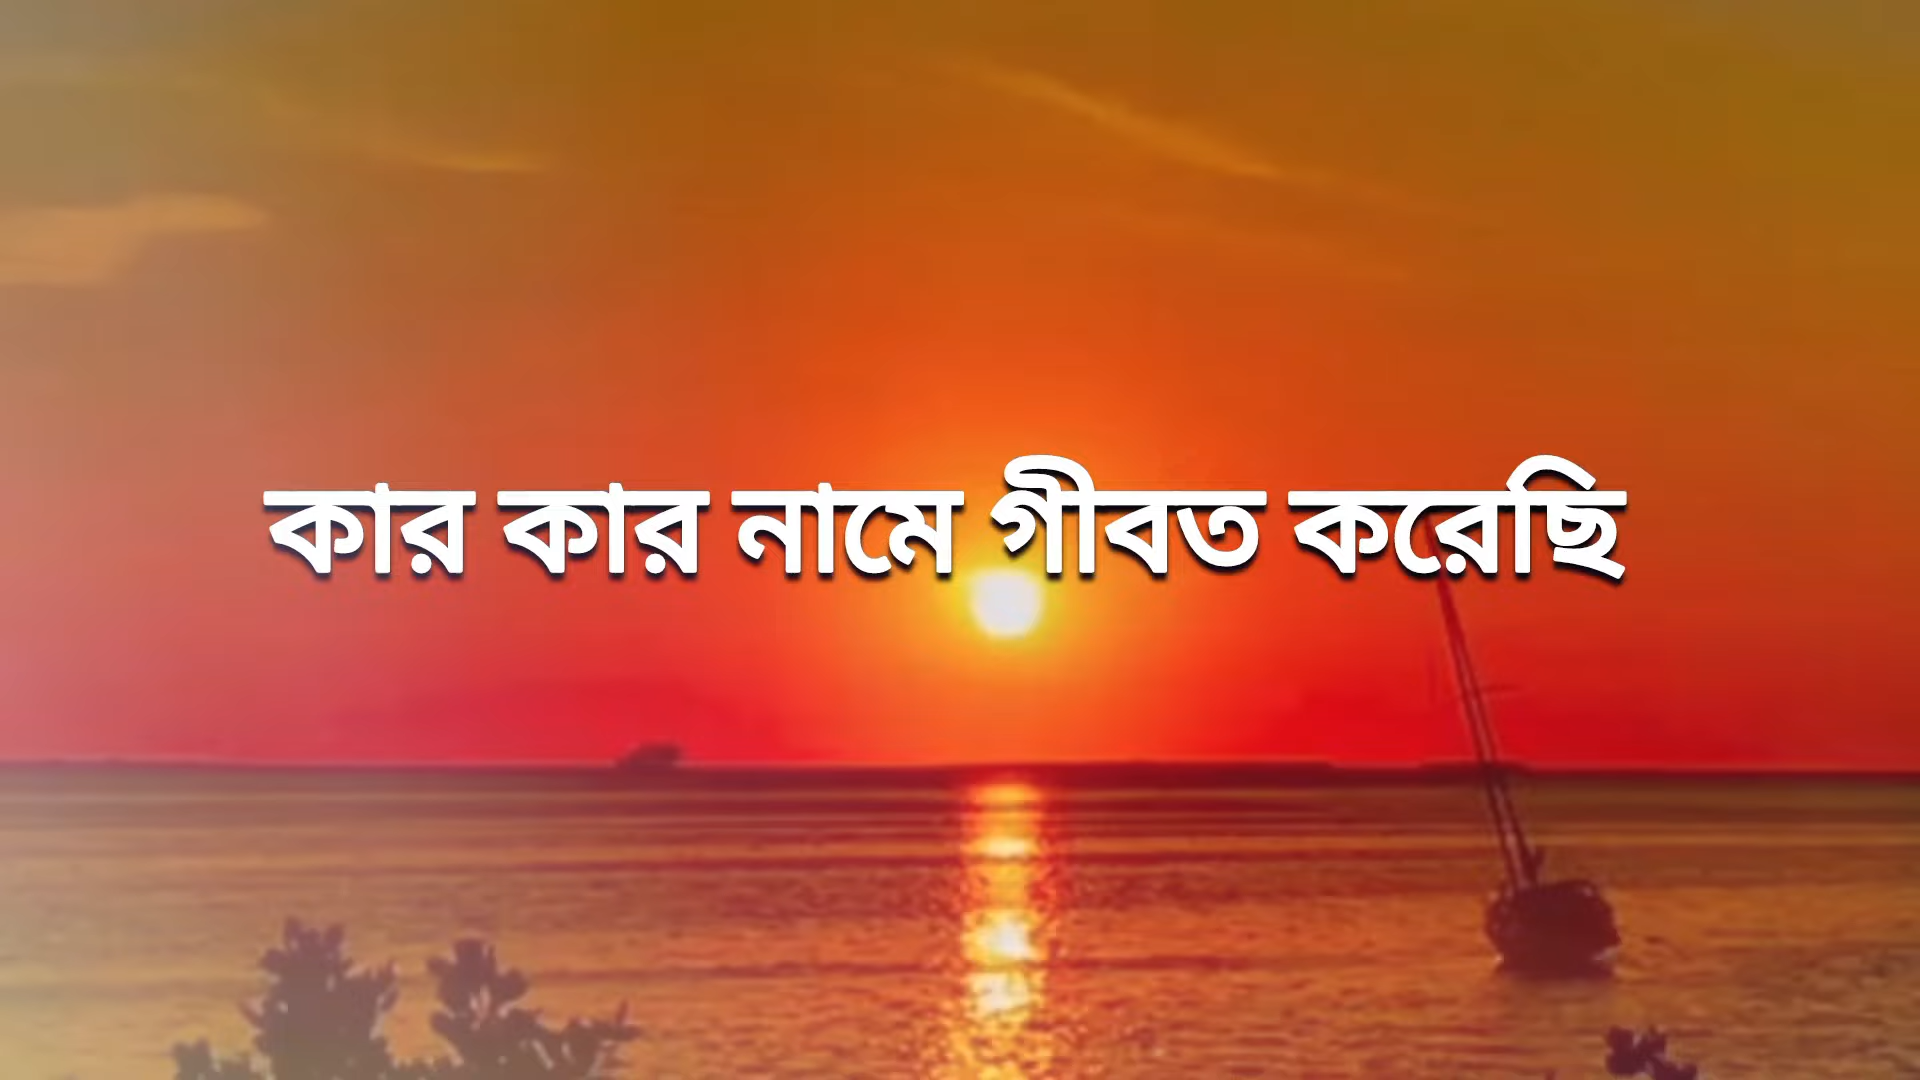 কার কার নামে গীবত করেছি